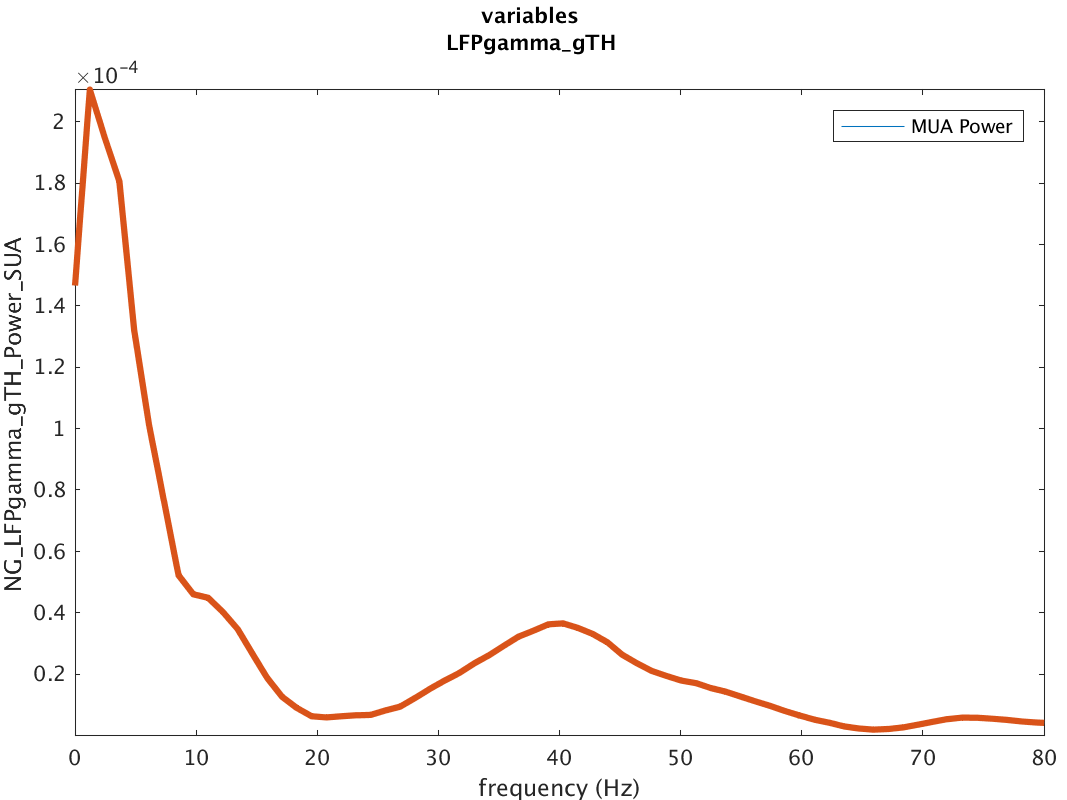 variables
LFPgamma_gTH
×10⁻⁴
MUA Power
2
1.8
1.6
1.4
1.2
1
0.8
0.6
0.4
0.2
NG_LFPgamma_gTH_Power_SUA
0 10 20 30 40 50 60 70 80
frequency (Hz)